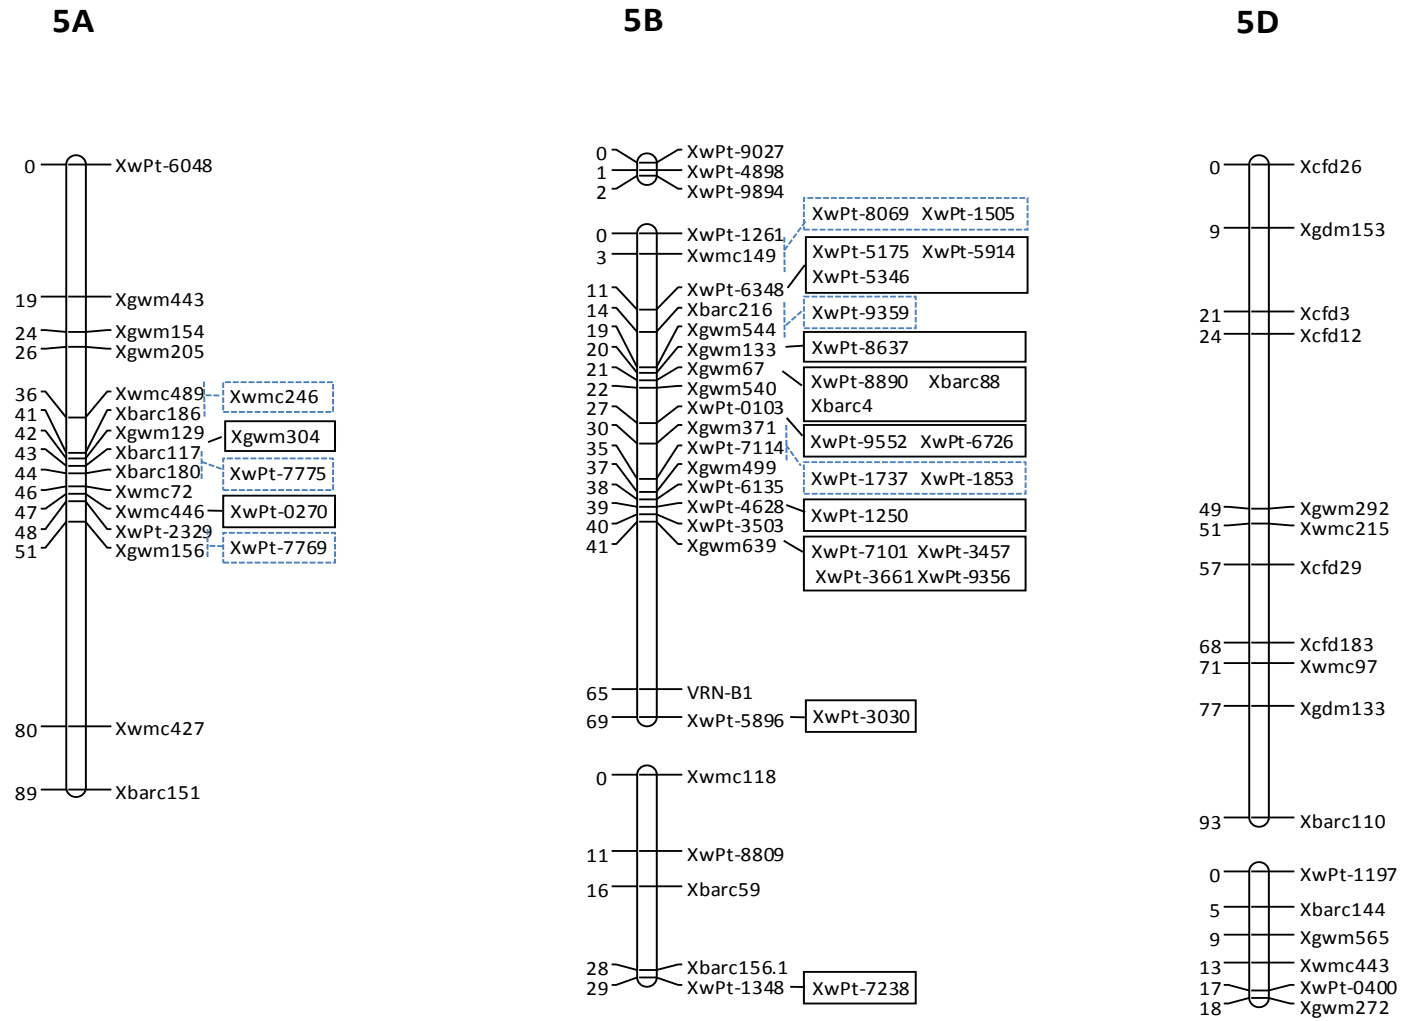 5A
0 XwPt-6048
19 Xgwm443
24 Xgwm154
26 Xgwm205
36 Xwmc489 Xwmc246
41 Xbarc186
42 Xgwm129 Xgwm304
43 Xbarc117
44 Xbarc180 XwPt-7775
46 Xwmc72
47 Xwmc446 XwPt-0270
48 XwPt-2329
51 Xgwm156 XwPt-7769
80 Xwmc427
89 Xbarc151
5B
0 XwPt-9027
1 XwPt-4898
2 XwPt-9894
XwPt-8069 XwPt-1505
0 XwPt-1261
3 Xwmc149 XwPt-5175 XwPt-5914
XwPt-5346
11 XwPt-6348
14 Xbarc216 XwPt-9359
19 Xgwm544
20 Xgwm133 XwPt-8637
21 Xgwm67
22 Xgwm540 XwPt-8890 Xbarc88
27 XwPt-0103 Xbarc4
30 Xgwm371
35 XwPt-7114 XwPt-9552 XwPt-6726
37 Xgwm499 XwPt-1737 XwPt-1853
38 XwPt-6135
39 XwPt-4628 XwPt-1250
40 XwPt-3503
41 Xgwm639 XwPt-7101 XwPt-3457
XwPt-3661 XwPt-9356
65 VRN-B1
69 XwPt-5896 XwPt-3030
0 Xwmc118
11 XwPt-8809
16 Xbarc59
28 Xbarc156.1
29 XwPt-1348 XwPt-7238
5D
0 Xcfd26
9 Xgdm153
21 Xcfd3
24 Xcfd12
49 Xgwm292
51 Xwmc215
57 Xcfd29
68 Xcfd183
71 Xwmc97
77 Xgdm133
93 Xbarc110
0 XwPt-1197
5 Xbarc144
9 Xgwm565
13 Xwmc443
17 XwPt-0400
18 Xgwm272